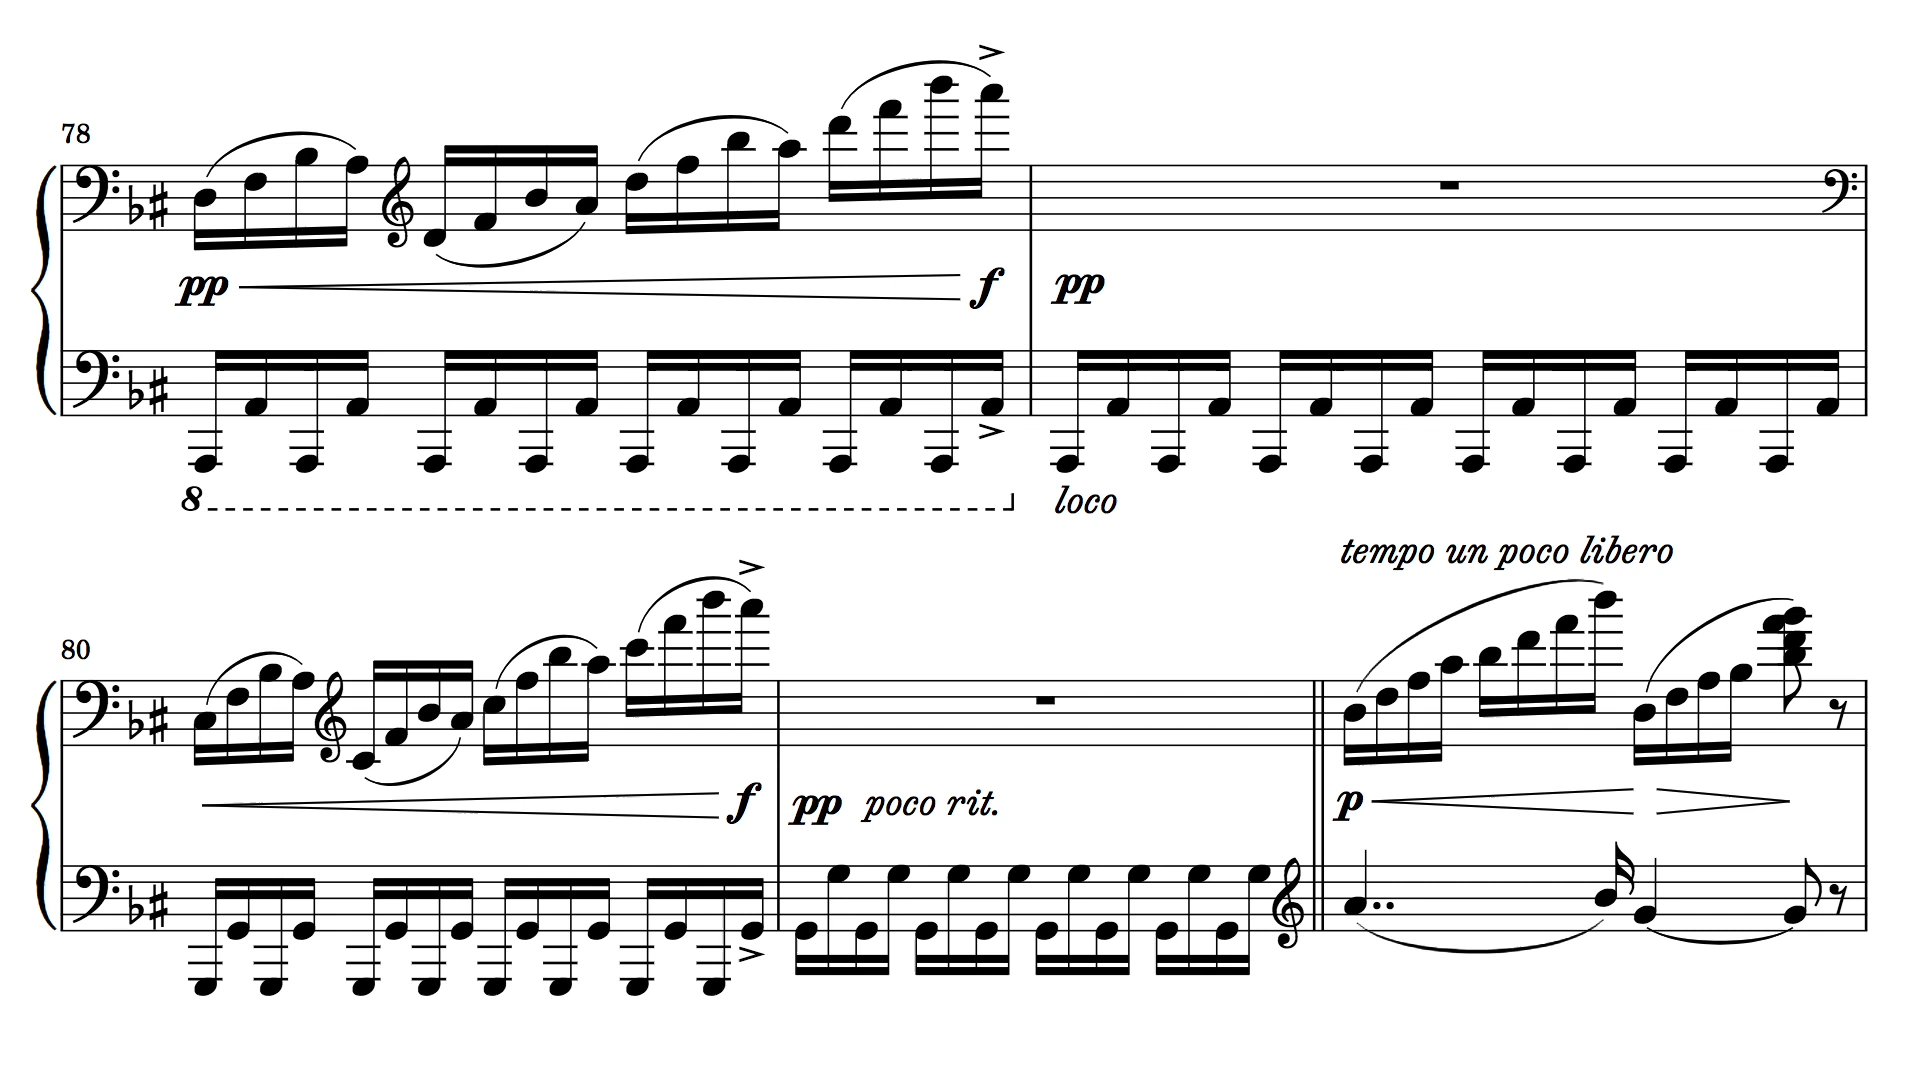 78
pp f pp
8 loco
tempo un poco libero
80
f pp poco rit. p